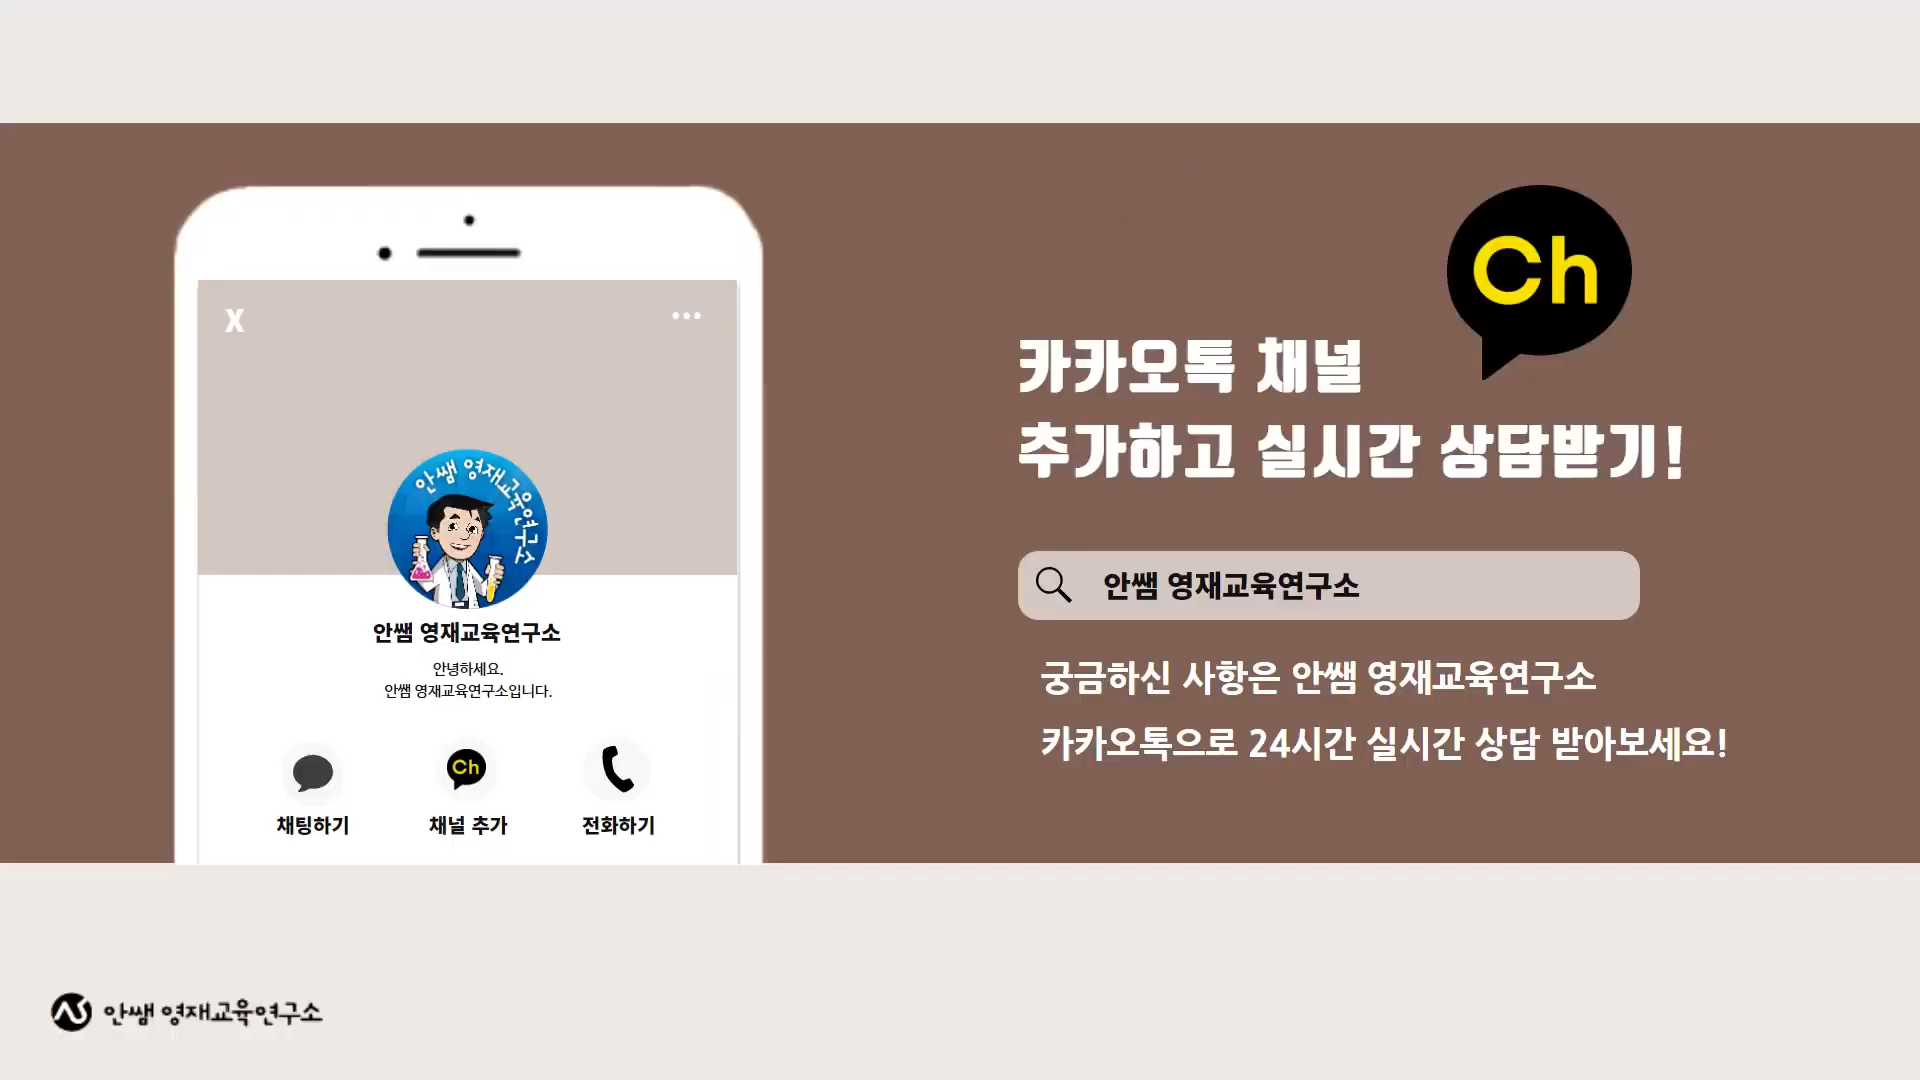 X
안쌤 영재교육연구소
안쌤 영재교육연구소
안녕하세요.
안쌤 영재교육연구소입니다.
Ch
채팅하기
채널 추가
전화하기
Ch
카카오톡 채널
추가하고 실시간 상담받기!
안쌤 영재교육연구소
궁금하신 사항은 안쌤 영재교육연구소
카카오톡으로 24시간 실시간 상담 받아보세요!
안쌤 영재교육연구소